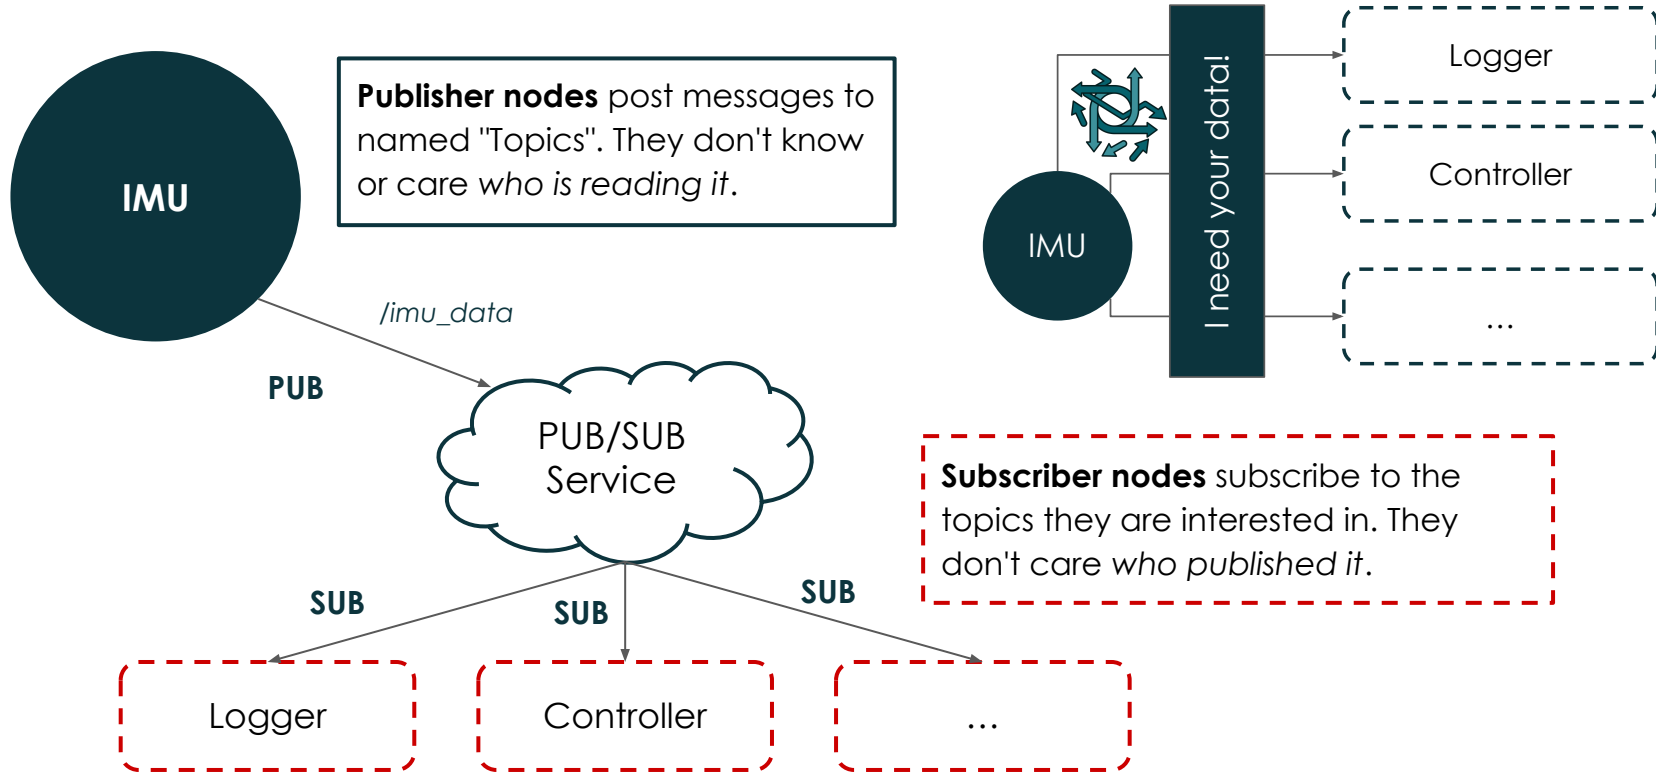 IMU
Publisher nodes post messages to
named "Topics". They don't know
or care who is reading it.
/imu_data
PUB
PUB/SUB
Service
SUB
SUB
SUB
Logger
Controller
...
IMU
I need your data!
Logger
Controller
...
Subscriber nodes subscribe to the
topics they are interested in. They
don't care who published it.